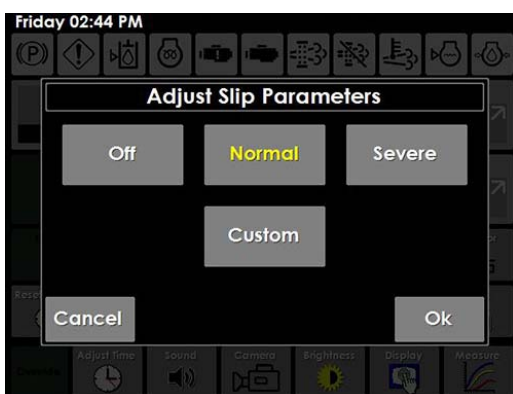 Friday 02:44 PM
(P)
Adjust Slip Parameters
Off Normal Severe
Custom
Cancel Ok
Adjust Time Sound Camera Brightness Display Measure